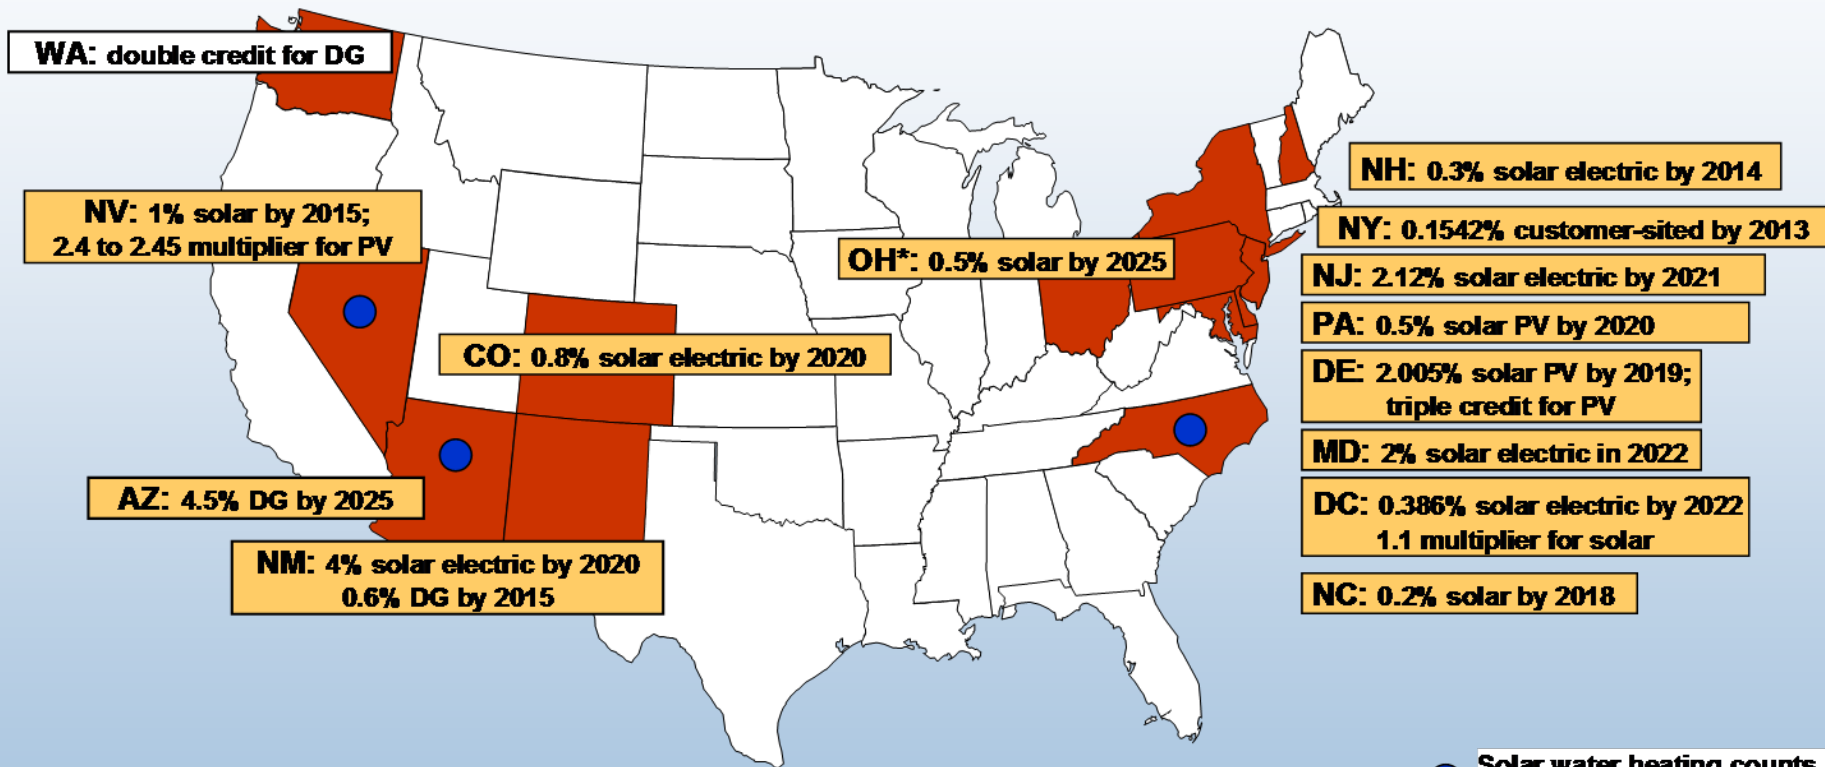 WA: double credit for DG
NV: 1% solar by 2015;
2.4 to 2.45 multiplier for PV
OH*: 0.5% solar by 2025
CO: 0.8% solar electric by 2020
AZ: 4.5% DG by 2025
NM: 4% solar electric by 2020
0.6% DG by 2015
NH: 0.3% solar electric by 2014
NY: 0.1542% customer-sited by 2013
NJ: 2.12% solar electric by 2021
PA: 0.5% solar PV by 2020
DE: 2.005% solar PV by 2019;
triple credit for PV
MD: 2% solar electric in 2022
DC: 0.386% solar electric by 2022
1.1 multiplier for solar
NC: 0.2% solar by 2018
Solar water heating counts